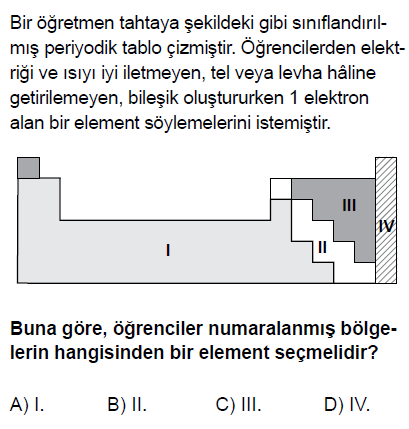 Bir öğretmen tahtaya şekildeki gibi sınıflandırıl-
mış periyodik tablo çizmiştir. Öğrencilerden elekt-
riği ve ısıyı iyi iletmeyen, tel veya levha hâline
getirilemeyen, bileşik oluştururken 1 elektron
alan bir element söylemelerini istemiştir.
III
IV
I
II
Buna göre, öğrenciler numaralanmış bölge-
lerin hangisinden bir element seçmelidir?
A) I. B) II. C) III. D) IV.